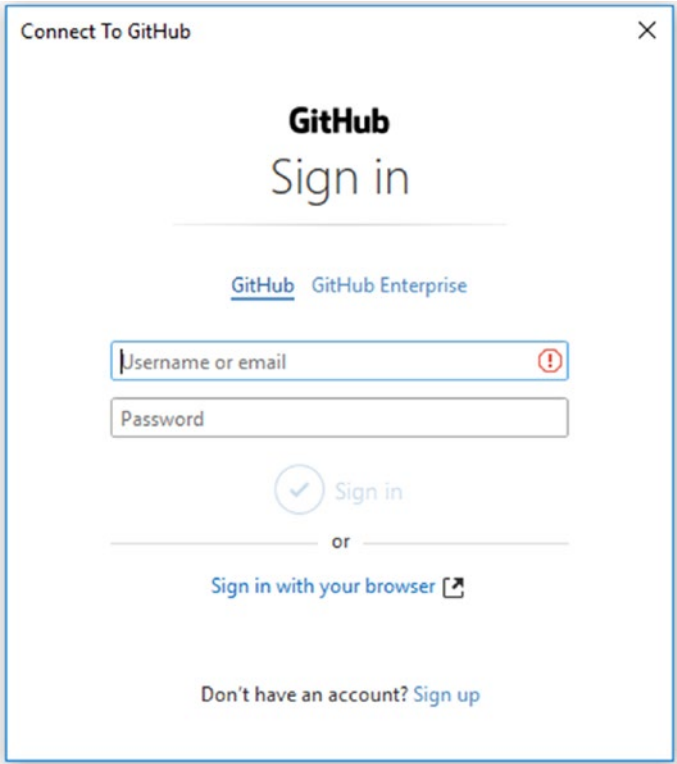 Connect To GitHub
GitHub
Sign in
GitHub GitHub Enterprise
Username or email
Password
Sign in
or
Sign in with your browser
Don't have an account? Sign up